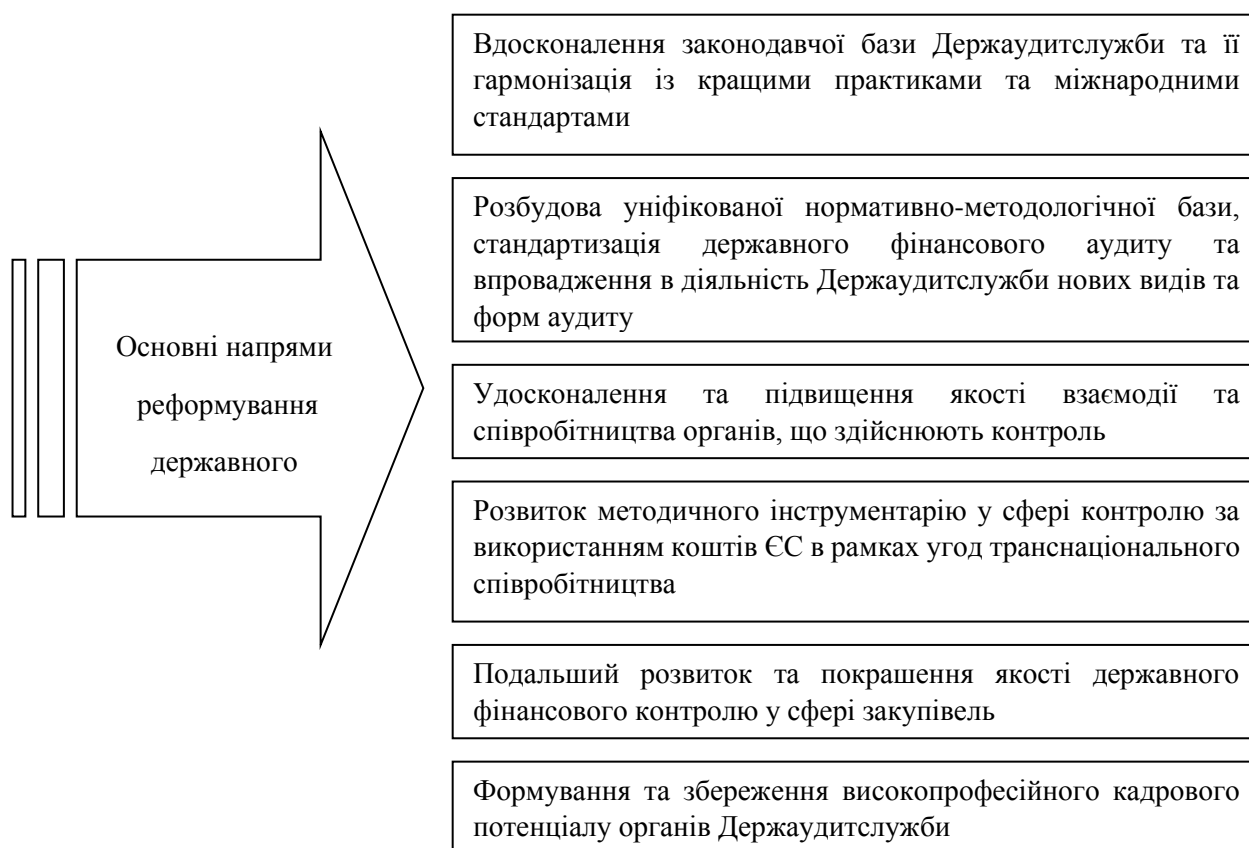 Основні напрями
реформування
державного
Вдосконалення законодавчої бази Держаудитслужби та її
гармонізація із кращими практиками та міжнародними
стандартами
Розбудова уніфікованої нормативно-методологічної бази,
стандартизація державного фінансового аудиту та
впровадження в діяльність Держаудитслужби нових видів та
форм аудиту
Удосконалення та підвищення якості взаємодії та
співробітництва органів, що здійснюють контроль
Розвиток методичного інструментарію у сфері контролю за
використанням коштів ЄС в рамках угод транснаціонального
співробітництва
Подальший розвиток та покрашення якості державного
фінансового контролю у сфері закупівель
Формування та збереження високопрофесійного кадрового
потенціалу органів Держаудитслужби